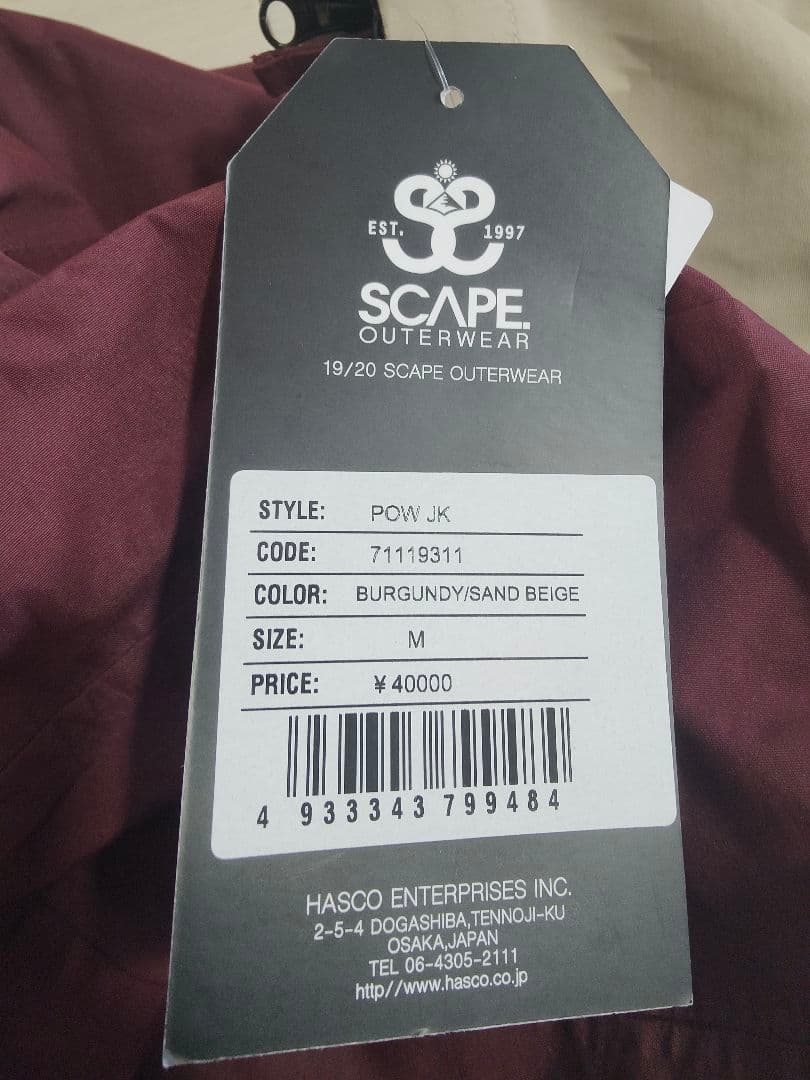 EST. 1997
SCAPE.
OUTERWEAR
19/20 SCAPE OUTERWEAR
STYLE: POW JK
CODE: 71119311
COLOR: BURGUNDY/SAND BEIGE
SIZE: M
PRICE: ¥40000
4 933343 799484
HASCO ENTERPRISES INC.
2-5-4 DOGASHIBA,TENNOJI-KU
OSAKA,JAPAN
TEL 06-4305-2111
http//www.hasco.co.jp